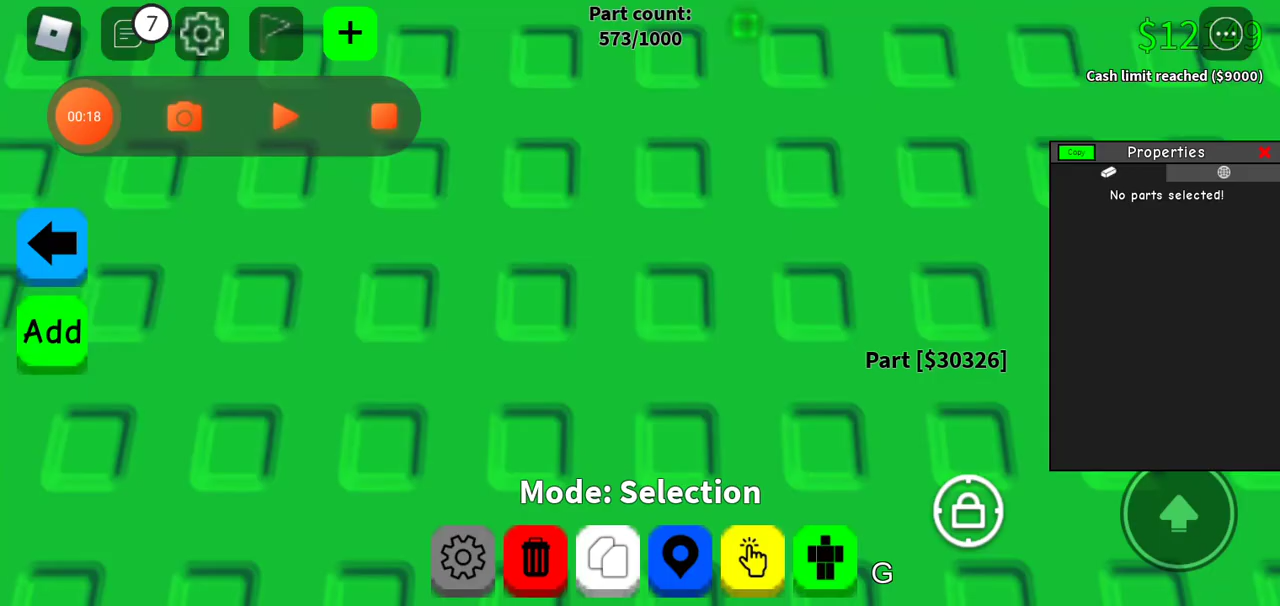 7
Part count:
573/1000
Cash limit reached ($9000)
00:18
Copy
Properties
No parts selected!
Add
Part [$30326]
Mode: Selection
G